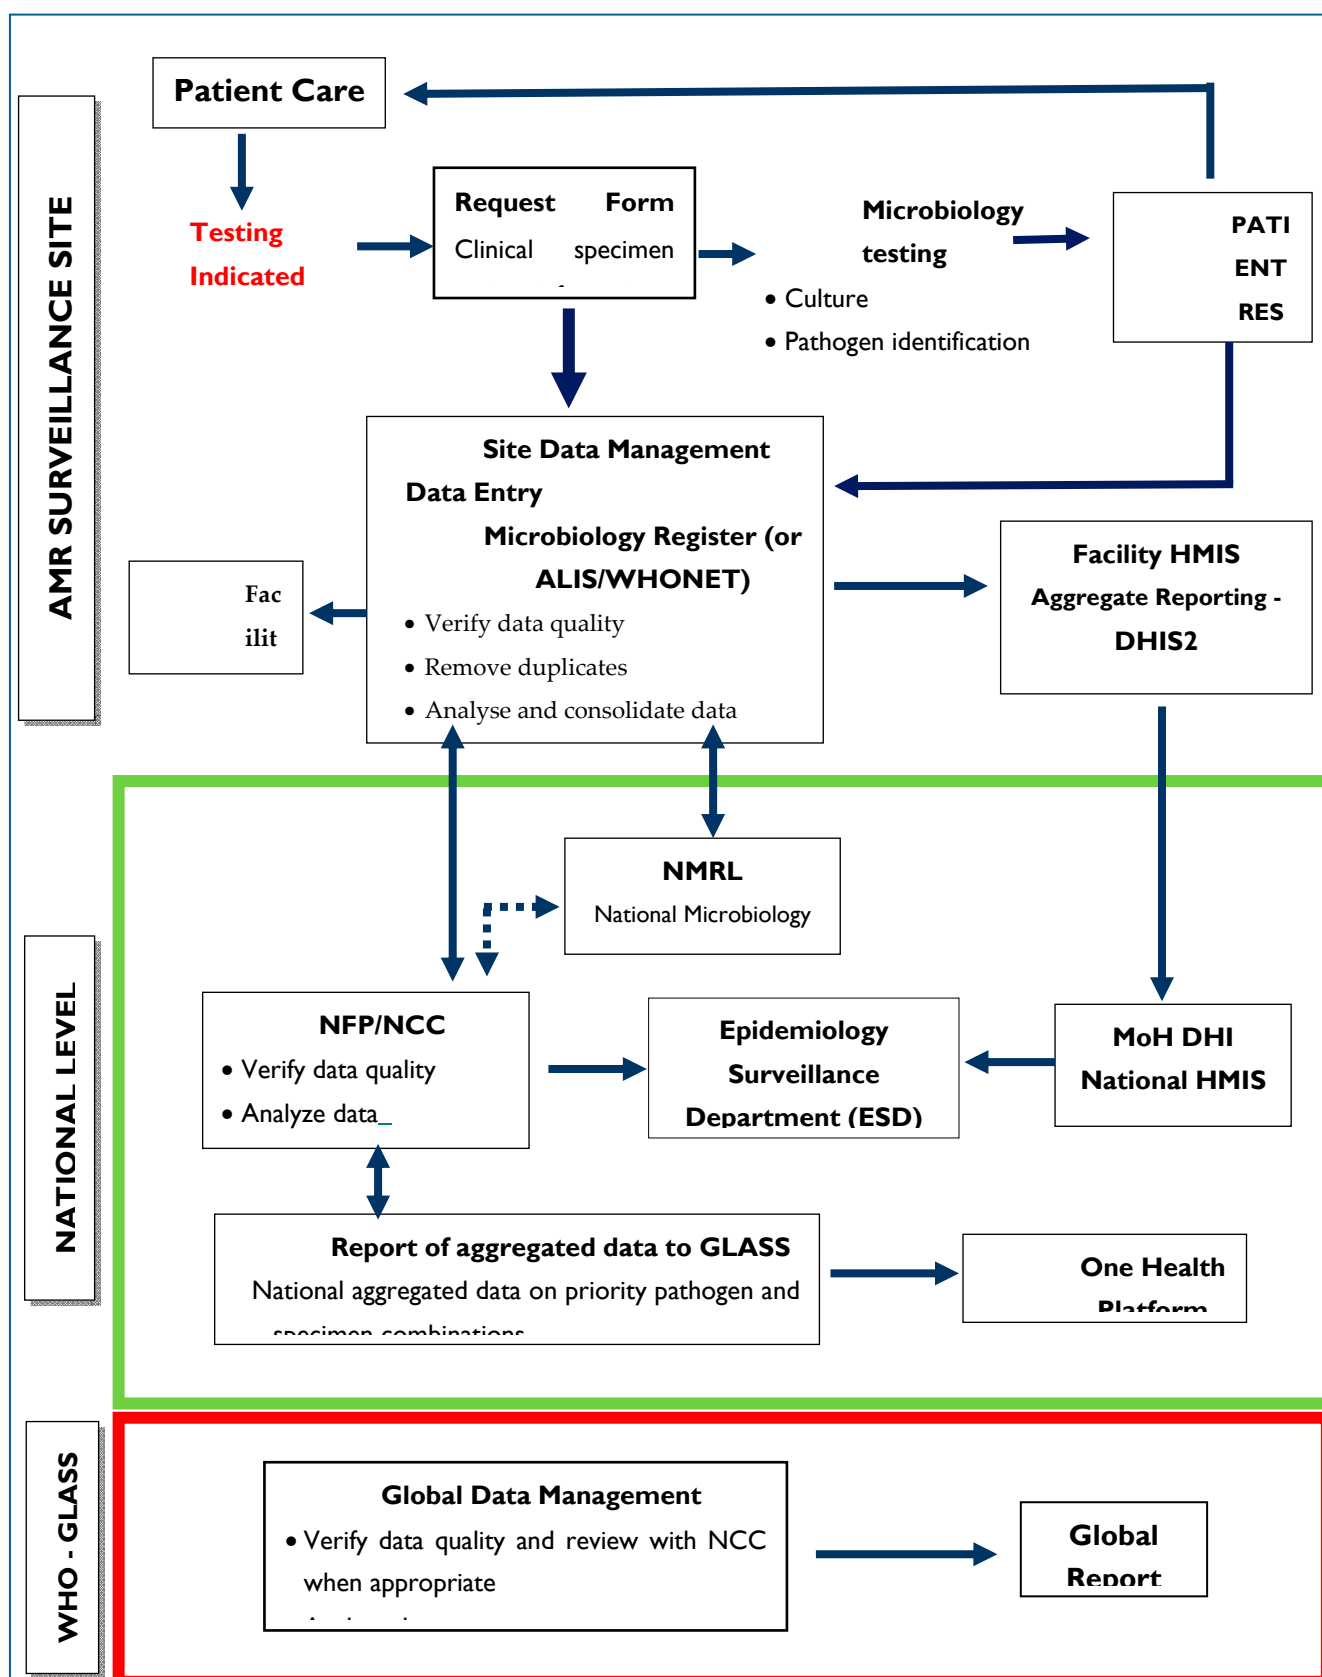 AMR SURVEILLANCE SITE
Patient Care
Testing
Indicated
Request Form
Clinical specimen
Microbiology
testing
• Culture
• Pathogen identification
PATI
ENT
RES
Site Data Management
Data Entry
Microbiology Register (or
ALIS/WHONET)
• Verify data quality
• Remove duplicates
• Analyse and consolidate data
Fac
ilit
Facility HMIS
Aggregate Reporting -
DHIS2
NATIONAL LEVEL
NMRL
National Microbiology
NFP/NCC
• Verify data quality
• Analyze data
Epidemiology
Surveillance
Department (ESD)
MoH DHI
National HMIS
Report of aggregated data to GLASS
National aggregated data on priority pathogen and
specimen combinations
One Health
Platform
WHO - GLASS
Global Data Management
• Verify data quality and review with NCC
when appropriate
Global
Report